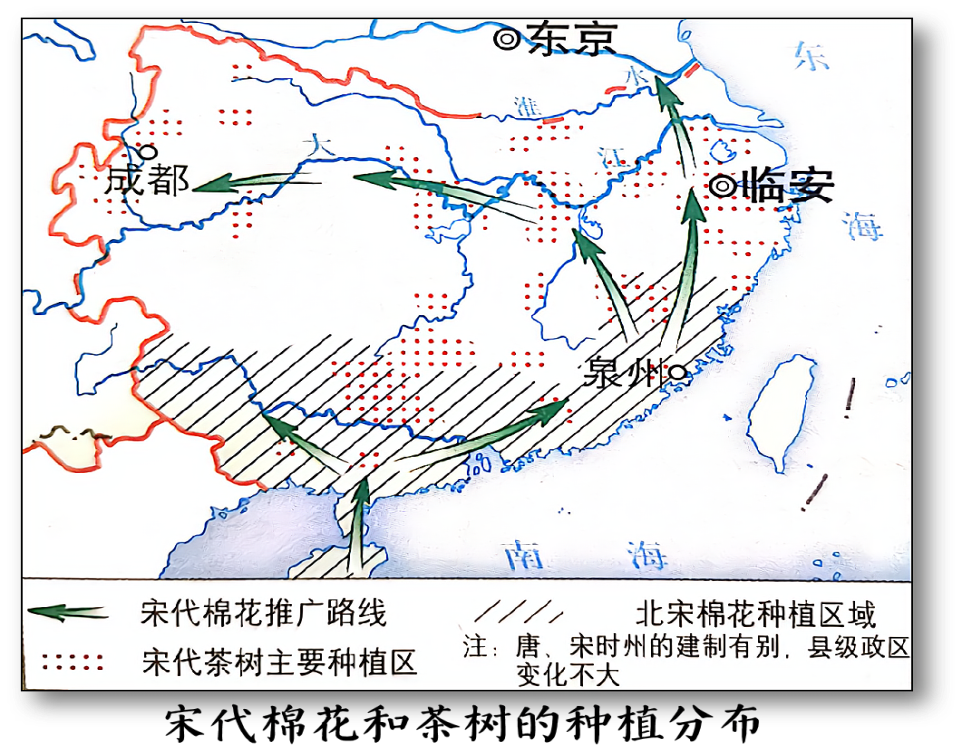 东京
东
淮
水
大
江
成都
临安
海
泉州
南海
宋代棉花推广路线
北宋棉花种植区域
宋代茶树主要种植区
注：唐、宋时州的建制有别，县级政区
变化不大
宋代棉花和茶树的种植分布